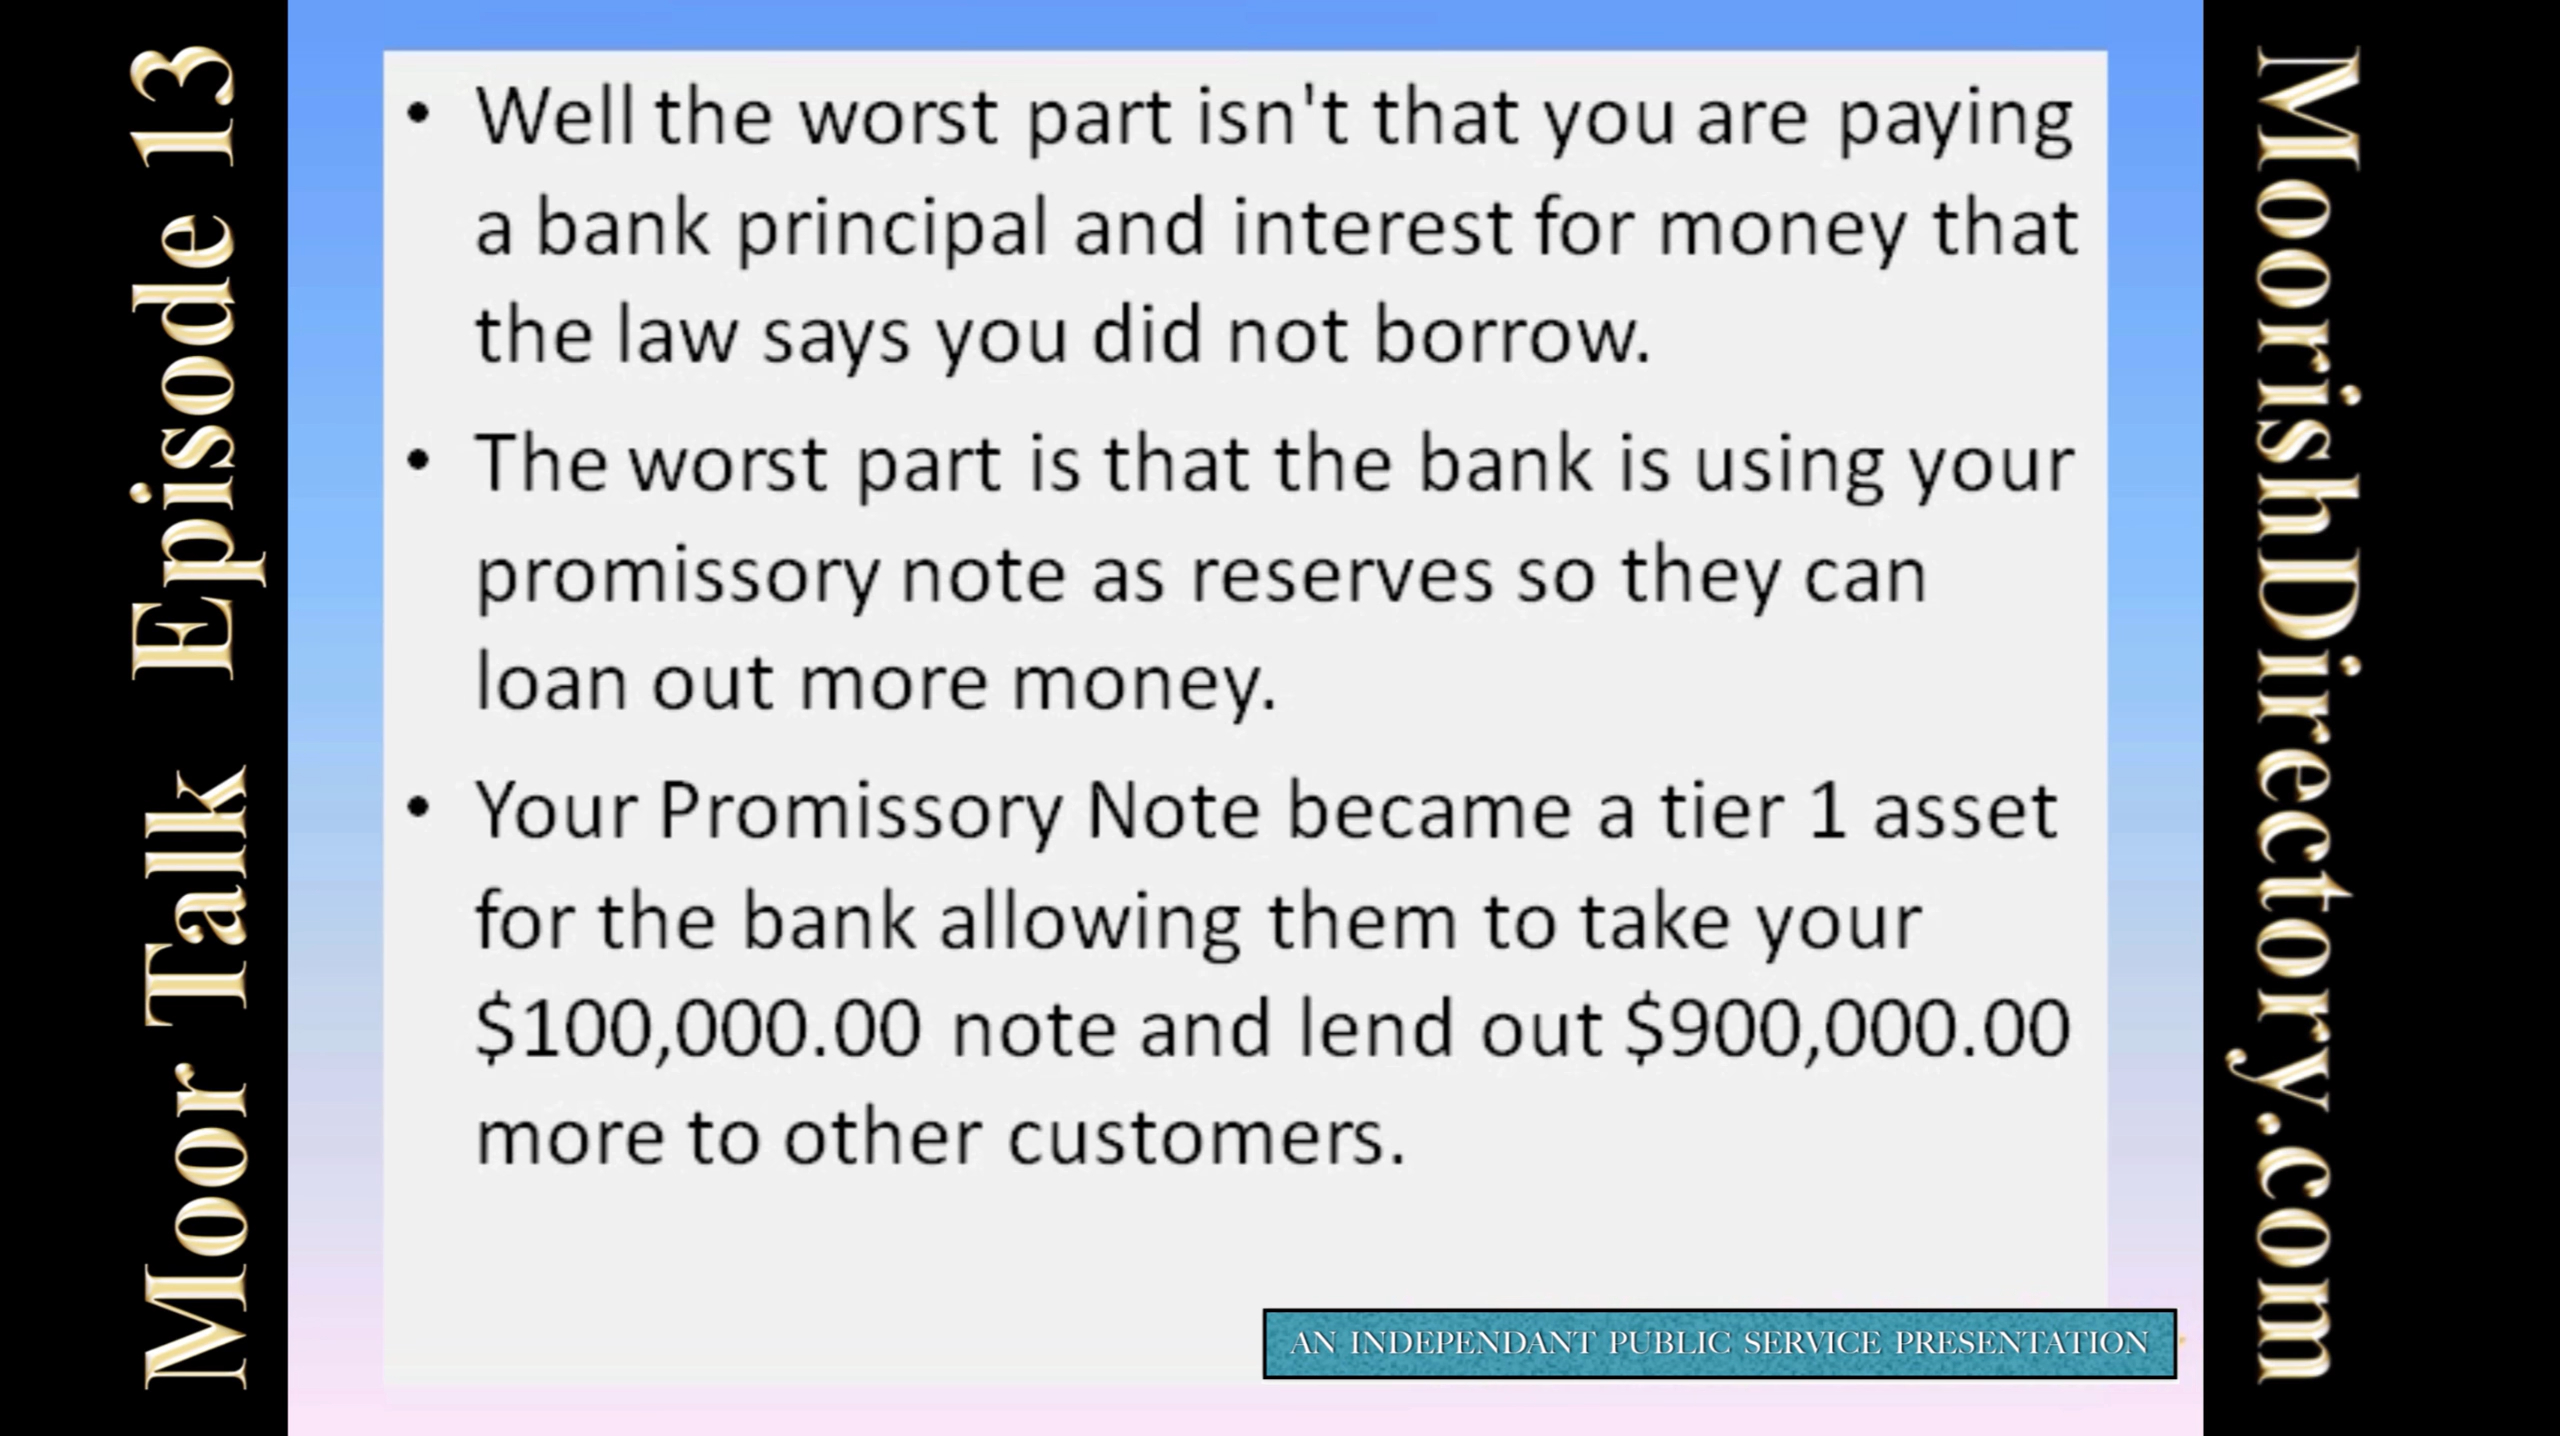 Moor Talk Episode 13
• Well the worst part isn't that you are paying
a bank principal and interest for money that
the law says you did not borrow.
• The worst part is that the bank is using your
promissory note as reserves so they can
loan out more money.
• Your Promissory Note became a tier 1 asset
for the bank allowing them to take your
$100,000.00 note and lend out $900,000.00
more to other customers.
AN INDEPENDANT PUBLIC SERVICE PRESENTATION
MoorishDirectory.com